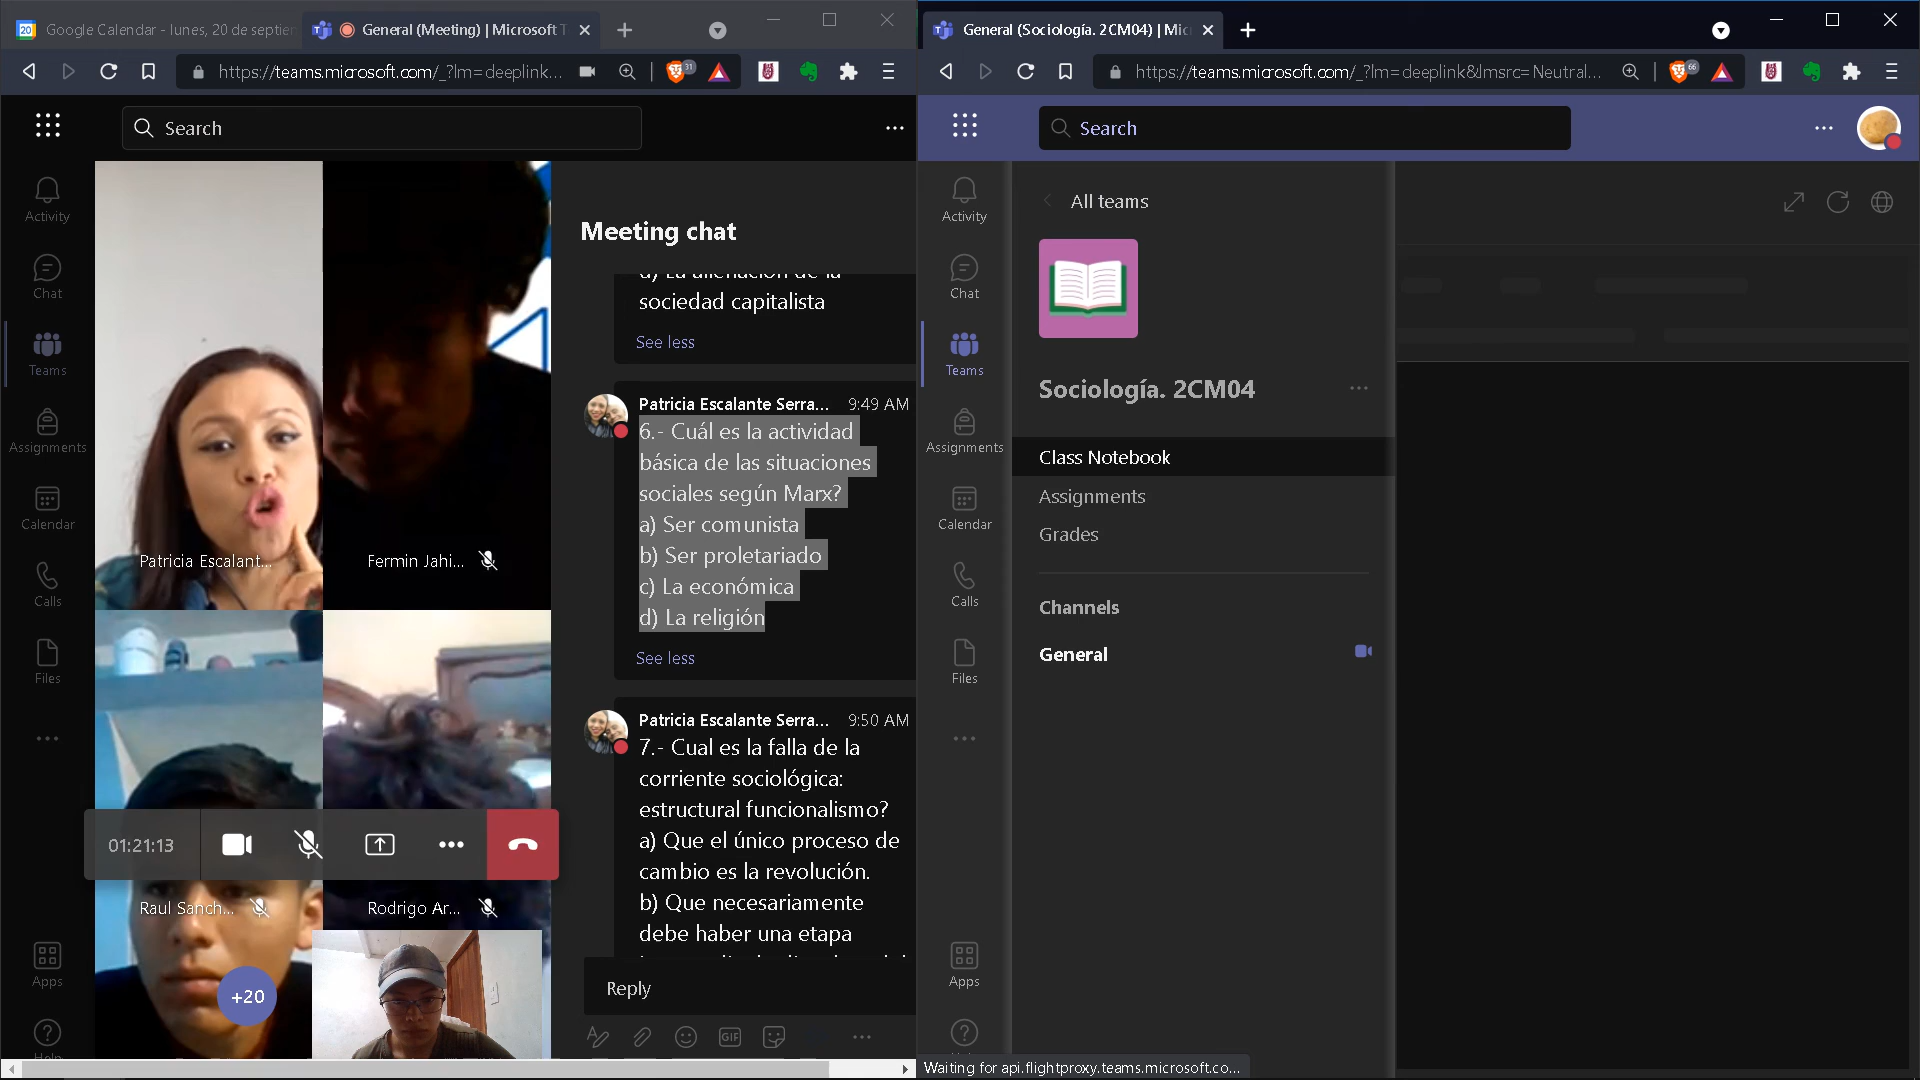 Google Calendar - lunes, 20 de septier
General (Meeting) | Microsoft T
https://teams.microsoft.com/_?lm=deeplink...
31
Search
Activity
Chat
Teams
Assignments
Calendar
Calls
Files
Apps
Help
Patricia Escalant...
Fermin Jahi...
01:21:13
Raul Sanch...
Rodrigo Ar...
+20
Meeting chat
sociedad capitalista
See less
Patricia Escalante Serra... 9:49 AM
6.- Cuál es la actividad
básica de las situaciones
sociales según Marx?
a) Ser comunista
b) Ser proletariado
c) La económica
d) La religión
See less
Patricia Escalante Serra... 9:50 AM
7.- Cual es la falla de la
corriente sociológica:
estructural funcionalismo?
a) Que el único proceso de
cambio es la revolución.
b) Que necesariamente
debe haber una etapa
Reply
GIF
General (Sociología. 2CM04) | Mic
https://teams.microsoft.com/_?lm=deeplink&lmsrc=Neutral...
66
Search
Activity
Chat
Teams
Assignments
Calendar
Calls
Files
Apps
All teams
Sociología. 2CM04
Class Notebook
Assignments
Grades
Channels
General
Waiting for api.flightproxy.teams.microsoft.co...